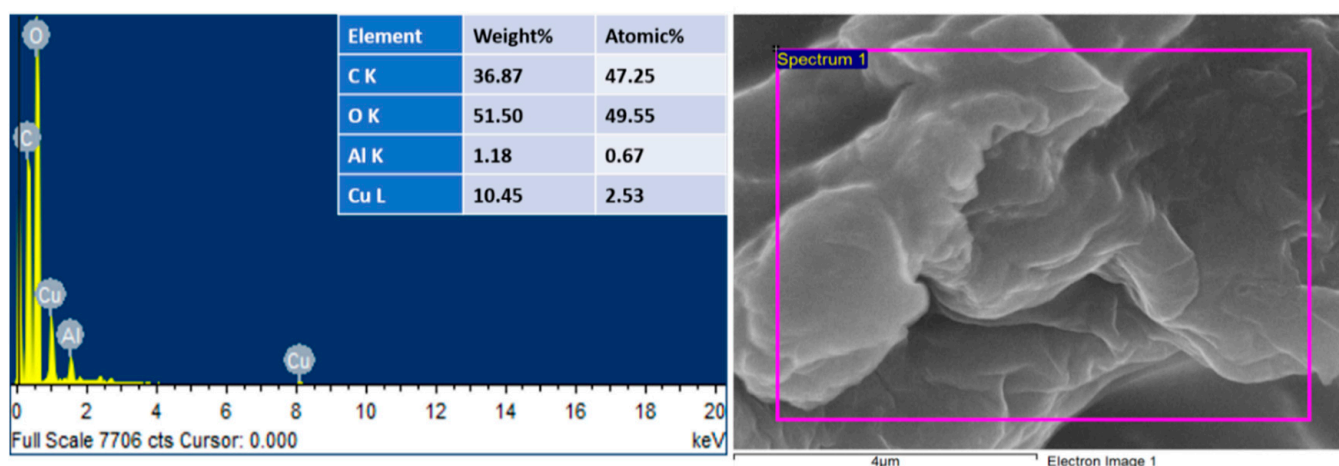 O
C
Cu
Al
Cu
Element Weight% Atomic%
C K 36.87 47.25
O K 51.50 49.55
Al K 1.18 0.67
Cu L 10.45 2.53
0 2 4 6 8 10 12 14 16 18 20
Full Scale 7706 cts Cursor: 0.000 keV
Spectrum 1
4µm Electron Image 1